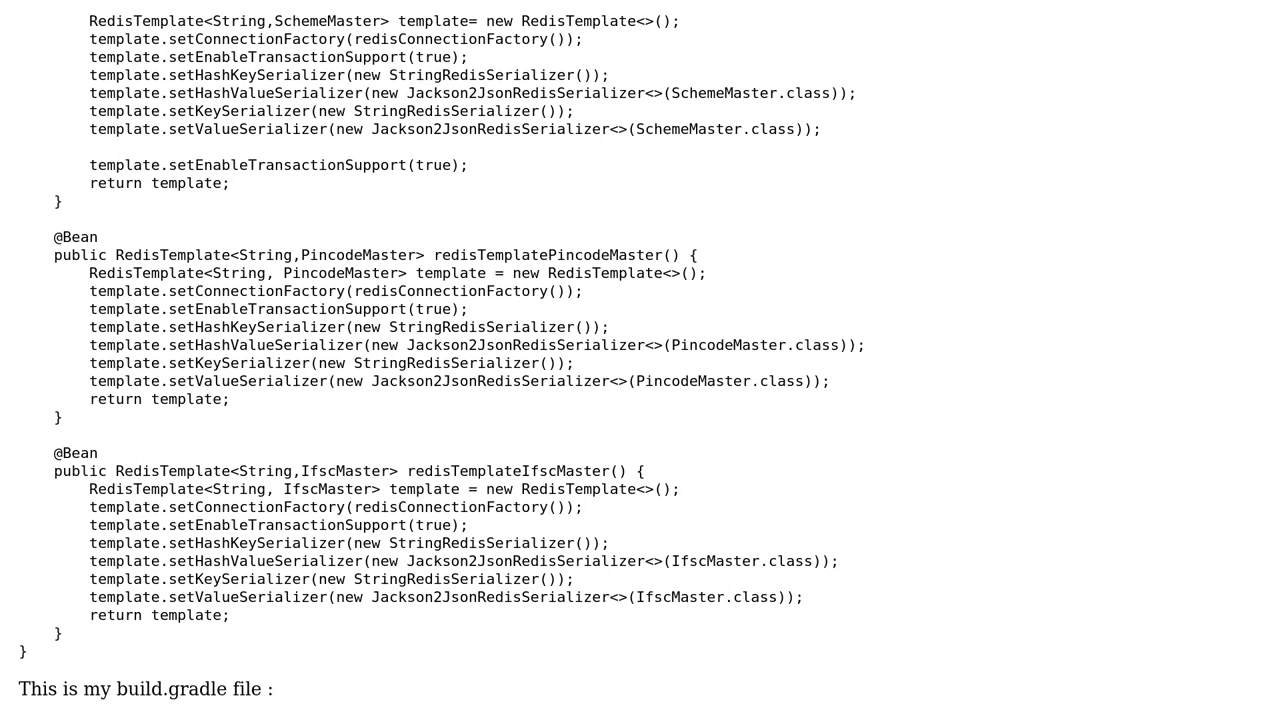 RedisTemplate<String,SchemeMaster> template= new RedisTemplate<>();
        template.setConnectionFactory(redisConnectionFactory());
        template.setEnableTransactionSupport(true);
        template.setHashKeySerializer(new StringRedisSerializer());
        template.setHashValueSerializer(new Jackson2JsonRedisSerializer<>(SchemeMaster.class));
        template.setKeySerializer(new StringRedisSerializer());
        template.setValueSerializer(new Jackson2JsonRedisSerializer<>(SchemeMaster.class));

        template.setEnableTransactionSupport(true);
        return template;
    }

    @Bean
    public RedisTemplate<String,PincodeMaster> redisTemplatePincodeMaster() {
        RedisTemplate<String, PincodeMaster> template = new RedisTemplate<>();
        template.setConnectionFactory(redisConnectionFactory());
        template.setEnableTransactionSupport(true);
        template.setHashKeySerializer(new StringRedisSerializer());
        template.setHashValueSerializer(new Jackson2JsonRedisSerializer<>(PincodeMaster.class));
        template.setKeySerializer(new StringRedisSerializer());
        template.setValueSerializer(new Jackson2JsonRedisSerializer<>(PincodeMaster.class));
        return template;
    }

    @Bean
    public RedisTemplate<String,IfscMaster> redisTemplateIfscMaster() {
        RedisTemplate<String, IfscMaster> template = new RedisTemplate<>();
        template.setConnectionFactory(redisConnectionFactory());
        template.setEnableTransactionSupport(true);
        template.setHashKeySerializer(new StringRedisSerializer());
        template.setHashValueSerializer(new Jackson2JsonRedisSerializer<>(IfscMaster.class));
        template.setKeySerializer(new StringRedisSerializer());
        template.setValueSerializer(new Jackson2JsonRedisSerializer<>(IfscMaster.class));
        return template;
    }
}
This is my build.gradle file :